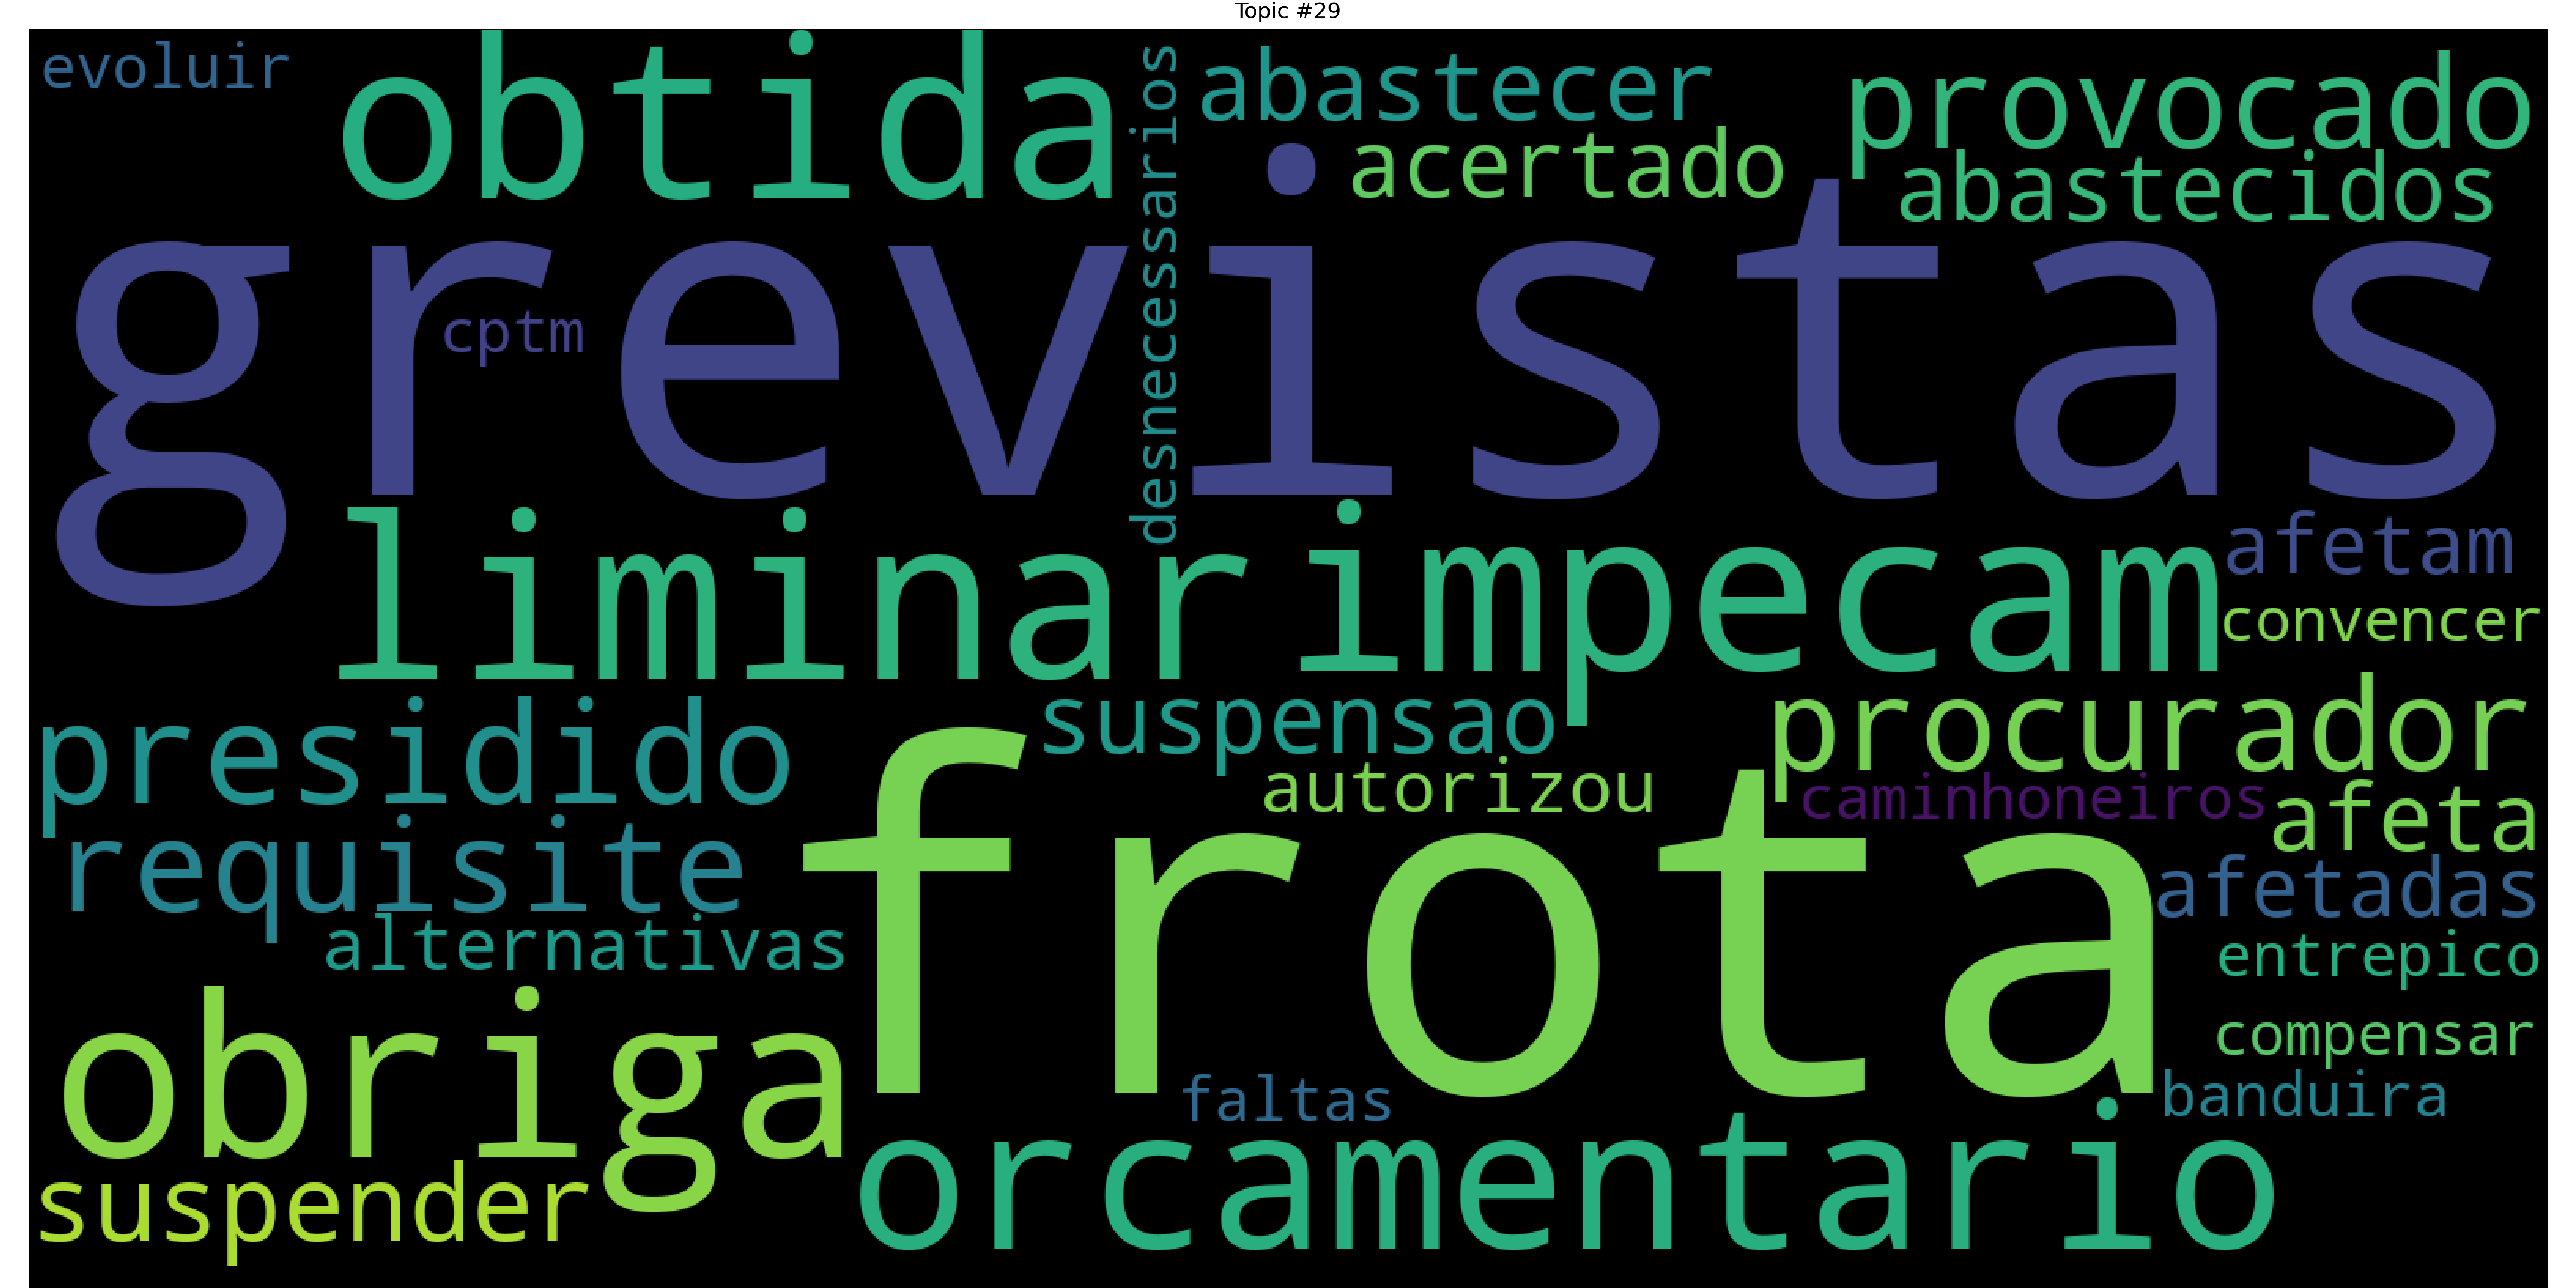 Topic #29
evoluir
obtida
desnecessarios
abastecer
provocado
acertado
abastecidos
grevistas
cptm
liminar
impecam
afetam
convencer
presidido
suspensao
procurador
autorizou
caminhoneiros
afeta
requisite
frota
afetadas
alternativas
entrepico
obriga
compensar
faltas
banduira
suspender
orcamentario